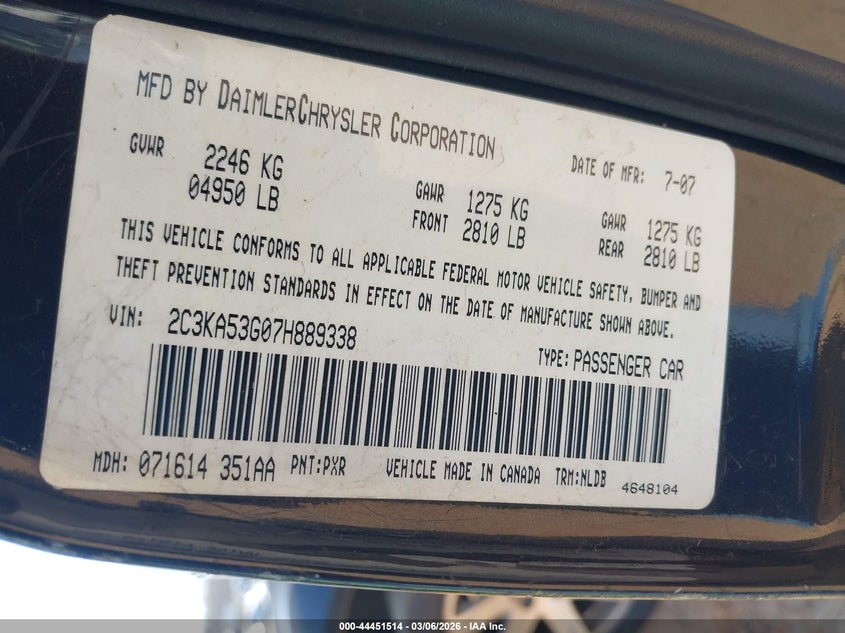 MFD BY DAIMLERCHRYSLER CORPORATION
DATE OF MFR: 7-07
GVWR 2246 KG
04950 LB
GAWR FRONT 1275 KG
2810 LB
GAWR REAR 1275 KG
2810 LB
THIS VEHICLE CONFORMS TO ALL APPLICABLE FEDERAL MOTOR VEHICLE SAFETY, BUMPER AND
THEFT PREVENTION STANDARDS IN EFFECT ON THE DATE OF MANUFACTURE SHOWN ABOVE.
VIN: 2C3KA53G07H889338
TYPE: PASSENGER CAR
MDH: 071614 351AA PNT:PXR VEHICLE MADE IN CANADA TRM:NLDB
4648104
000-44451514 - 03/06/2026 - IAA Inc.